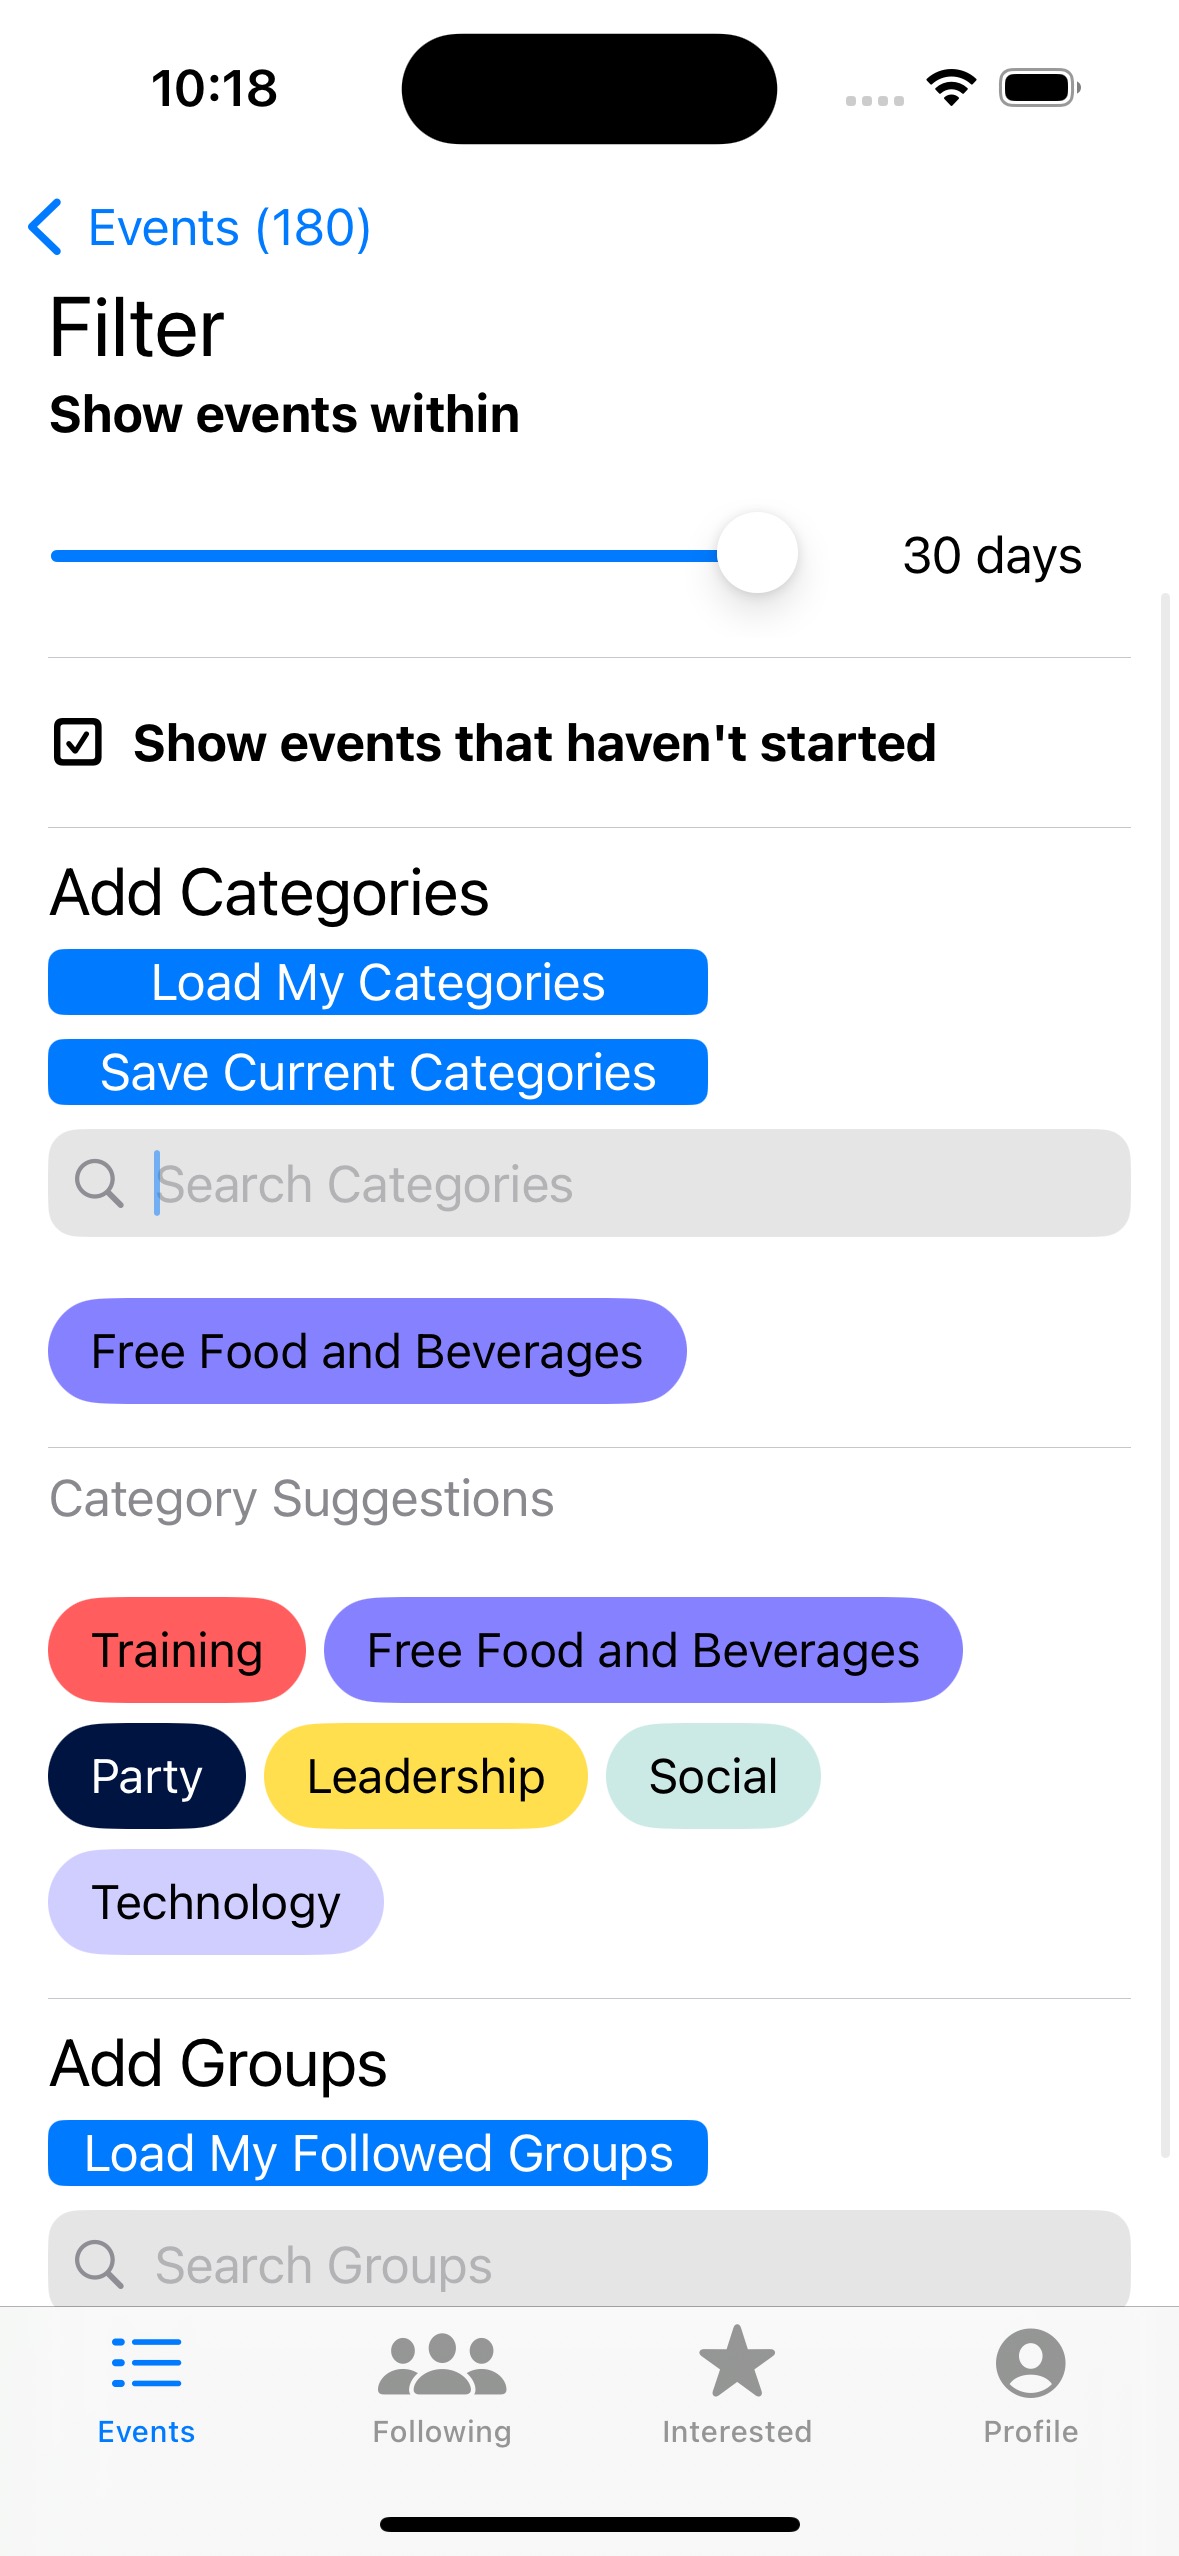 10:18
Events (180)
Filter
Show events within
30 days
Show events that haven't started
Add Categories
Load My Categories
Save Current Categories
Search Categories
Free Food and Beverages
Category Suggestions
Training Free Food and Beverages
Party Leadership Social
Technology
Add Groups
Load My Followed Groups
Search Groups
Events Following Interested Profile